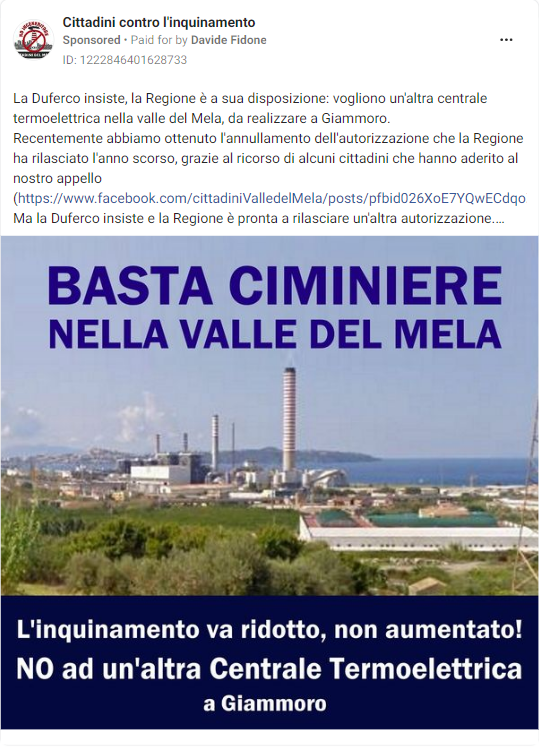 Cittadini contro l'inquinamento
Sponsored • Paid for by Davide Fidone
ID: 1222846401628733
La Duferco insiste, la Regione è a sua disposizione: vogliono un'altra centrale
termoelettrica nella valle del Mela, da realizzare a Giammoro.
Recentemente abbiamo ottenuto l'annullamento dell'autorizzazione che la Regione
ha rilasciato l'anno scorso, grazie al ricorso di alcuni cittadini che hanno aderito al
nostro appello
(https://www.facebook.com/cittadiniValledelMela/posts/pfbid026XoE7YQwECdqo
Ma la Duferco insiste e la Regione è pronta a rilasciare un'altra autorizzazione....
BASTA CIMINIERE
NELLA VALLE DEL MELA
L'inquinamento va ridotto, non aumentato!
NO ad un'altra Centrale Termoelettrica
a Giammoro